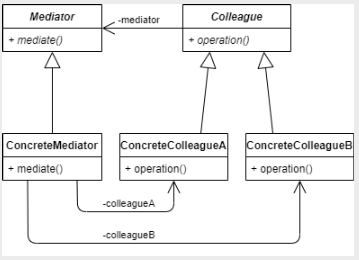 Mediator
-mediator
Colleague
+ mediate()
+ operation()
ConcreteMediator
ConcreteColleagueA
ConcreteColleagueB
+ mediate()
+ operation()
+ operation()
-colleagueA
-colleagueB